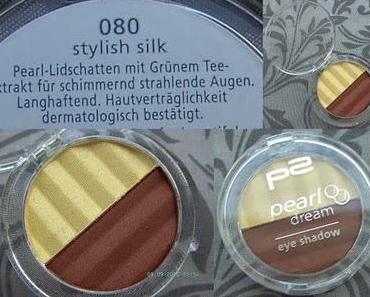 080
stylish silk
Pearl-Lidschatten mit Grünem Tee-
xtrakt für schimmernd strahlende Augen.
Langhaftend. Hautverträglichkeit
dermatologisch bestätigt.
p2
pearl
dream
eye shadow